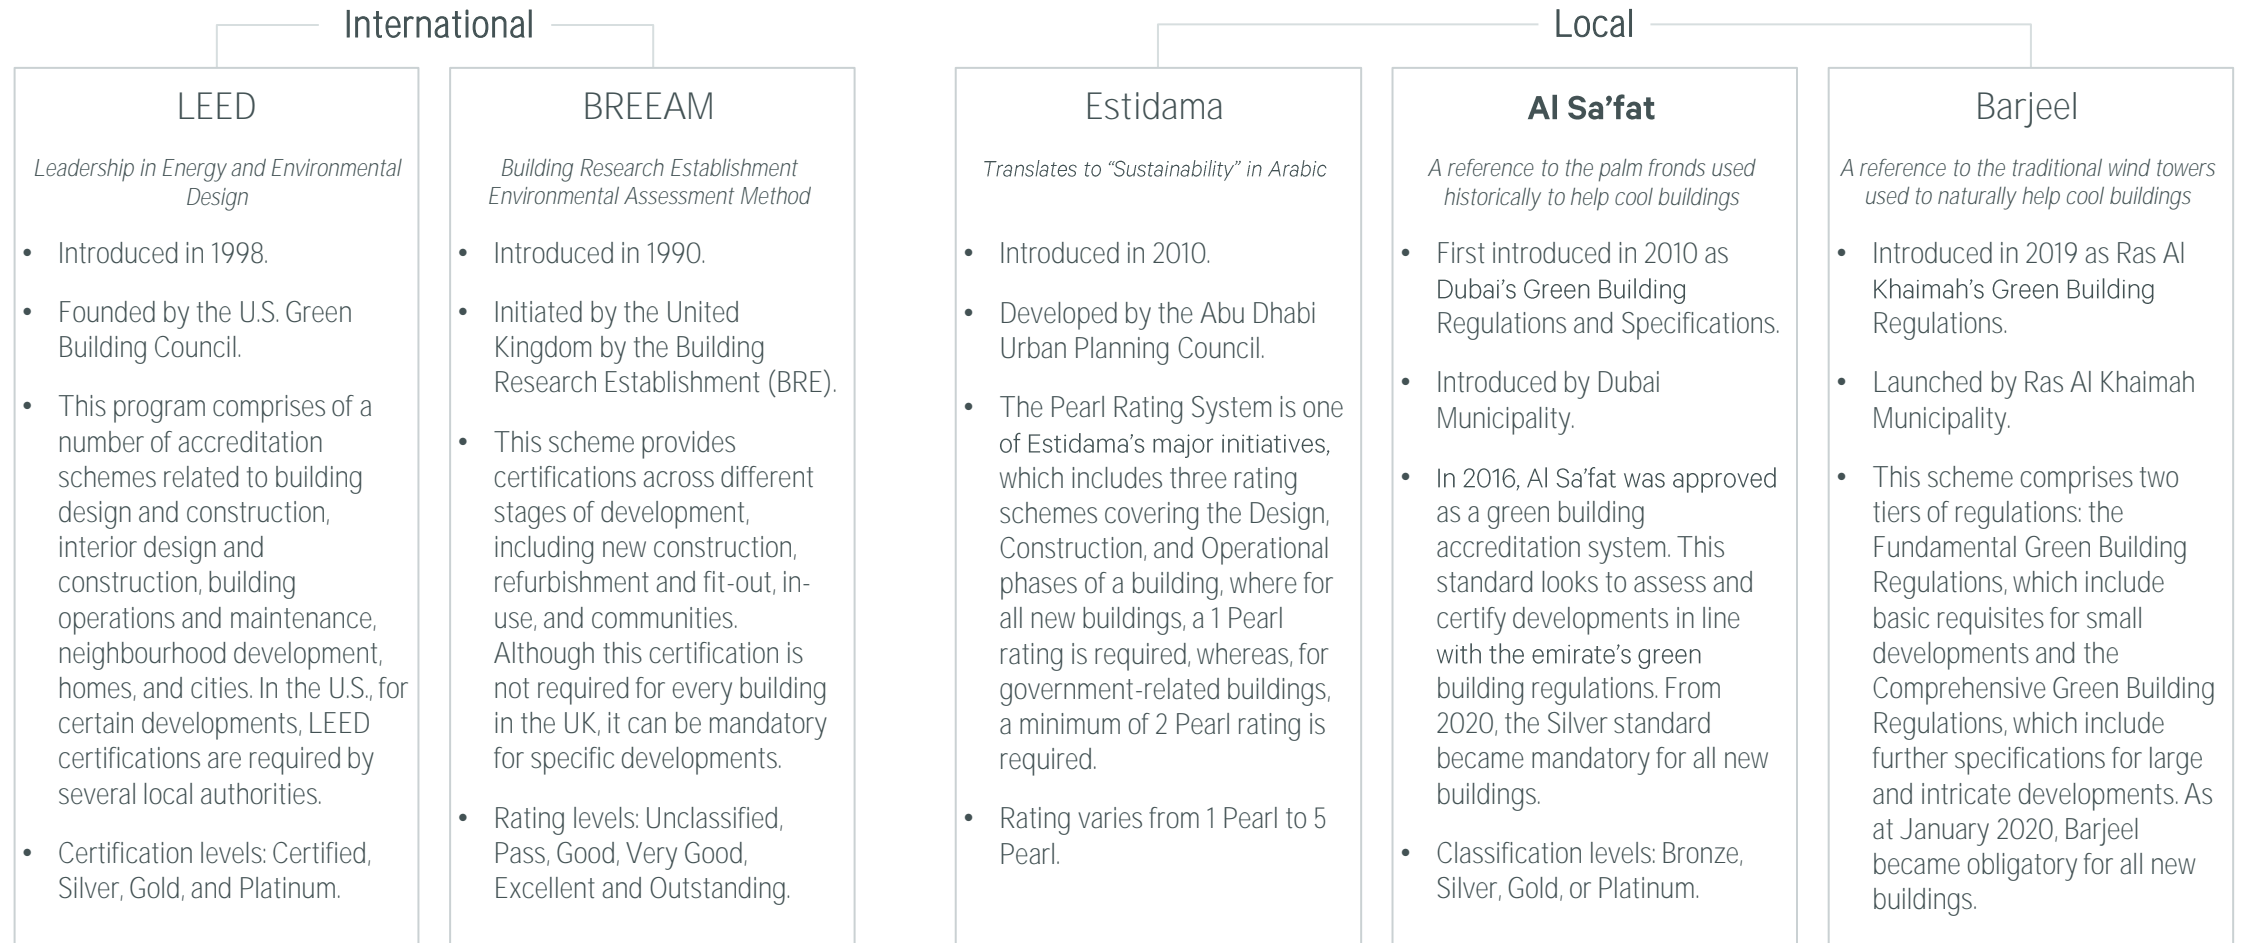 International
LEED
Leadership in Energy and Environmental
Design
• Introduced in 1998.
• Founded by the U.S. Green
Building Council.
• This program comprises of a
number of accreditation
schemes related to building
design and construction,
interior design and
construction, building
operations and maintenance,
neighbourhood development,
homes, and cities. In the U.S., for
certain developments, LEED
certifications are required by
several local authorities.
• Certification levels: Certified,
Silver, Gold, and Platinum.
BREEAM
Building Research Establishment
Environmental Assessment Method
• Introduced in 1990.
• Initiated by the United
Kingdom by the Building
Research Establishment (BRE).
• This scheme provides
certifications across different
stages of development,
including new construction,
refurbishment and fit-out, in-
use, and communities.
Although this certification is
not required for every building
in the UK, it can be mandatory
for specific developments.
• Rating levels: Unclassified,
Pass, Good, Very Good,
Excellent and Outstanding.
Local
Estidama
Translates to “Sustainability” in Arabic
• Introduced in 2010.
• Developed by the Abu Dhabi
Urban Planning Council.
• The Pearl Rating System is one
of Estidama’s major initiatives,
which includes three rating
schemes covering the Design,
Construction, and Operational
phases of a building, where for
all new buildings, a 1 Pearl
rating is required, whereas, for
government-related buildings,
a minimum of 2 Pearl rating is
required.
• Rating varies from 1 Pearl to 5
Pearl.
Al Sa’fat
A reference to the palm fronds used
historically to help cool buildings
• First introduced in 2010 as
Dubai’s Green Building
Regulations and Specifications.
• Introduced by Dubai
Municipality.
• In 2016, Al Sa’fat was approved
as a green building
accreditation system. This
standard looks to assess and
certify developments in line
with the emirate’s green
building regulations. From
2020, the Silver standard
became mandatory for all new
buildings.
• Classification levels: Bronze,
Silver, Gold, or Platinum.
Barjeel
A reference to the traditional wind towers
used to naturally help cool buildings
• Introduced in 2019 as Ras Al
Khaimah’s Green Building
Regulations.
• Launched by Ras Al Khaimah
Municipality.
• This scheme comprises two
tiers of regulations: the
Fundamental Green Building
Regulations, which include
basic requisites for small
developments and the
Comprehensive Green Building
Regulations, which include
further specifications for large
and intricate developments. As
at January 2020, Barjeel
became obligatory for all new
buildings.